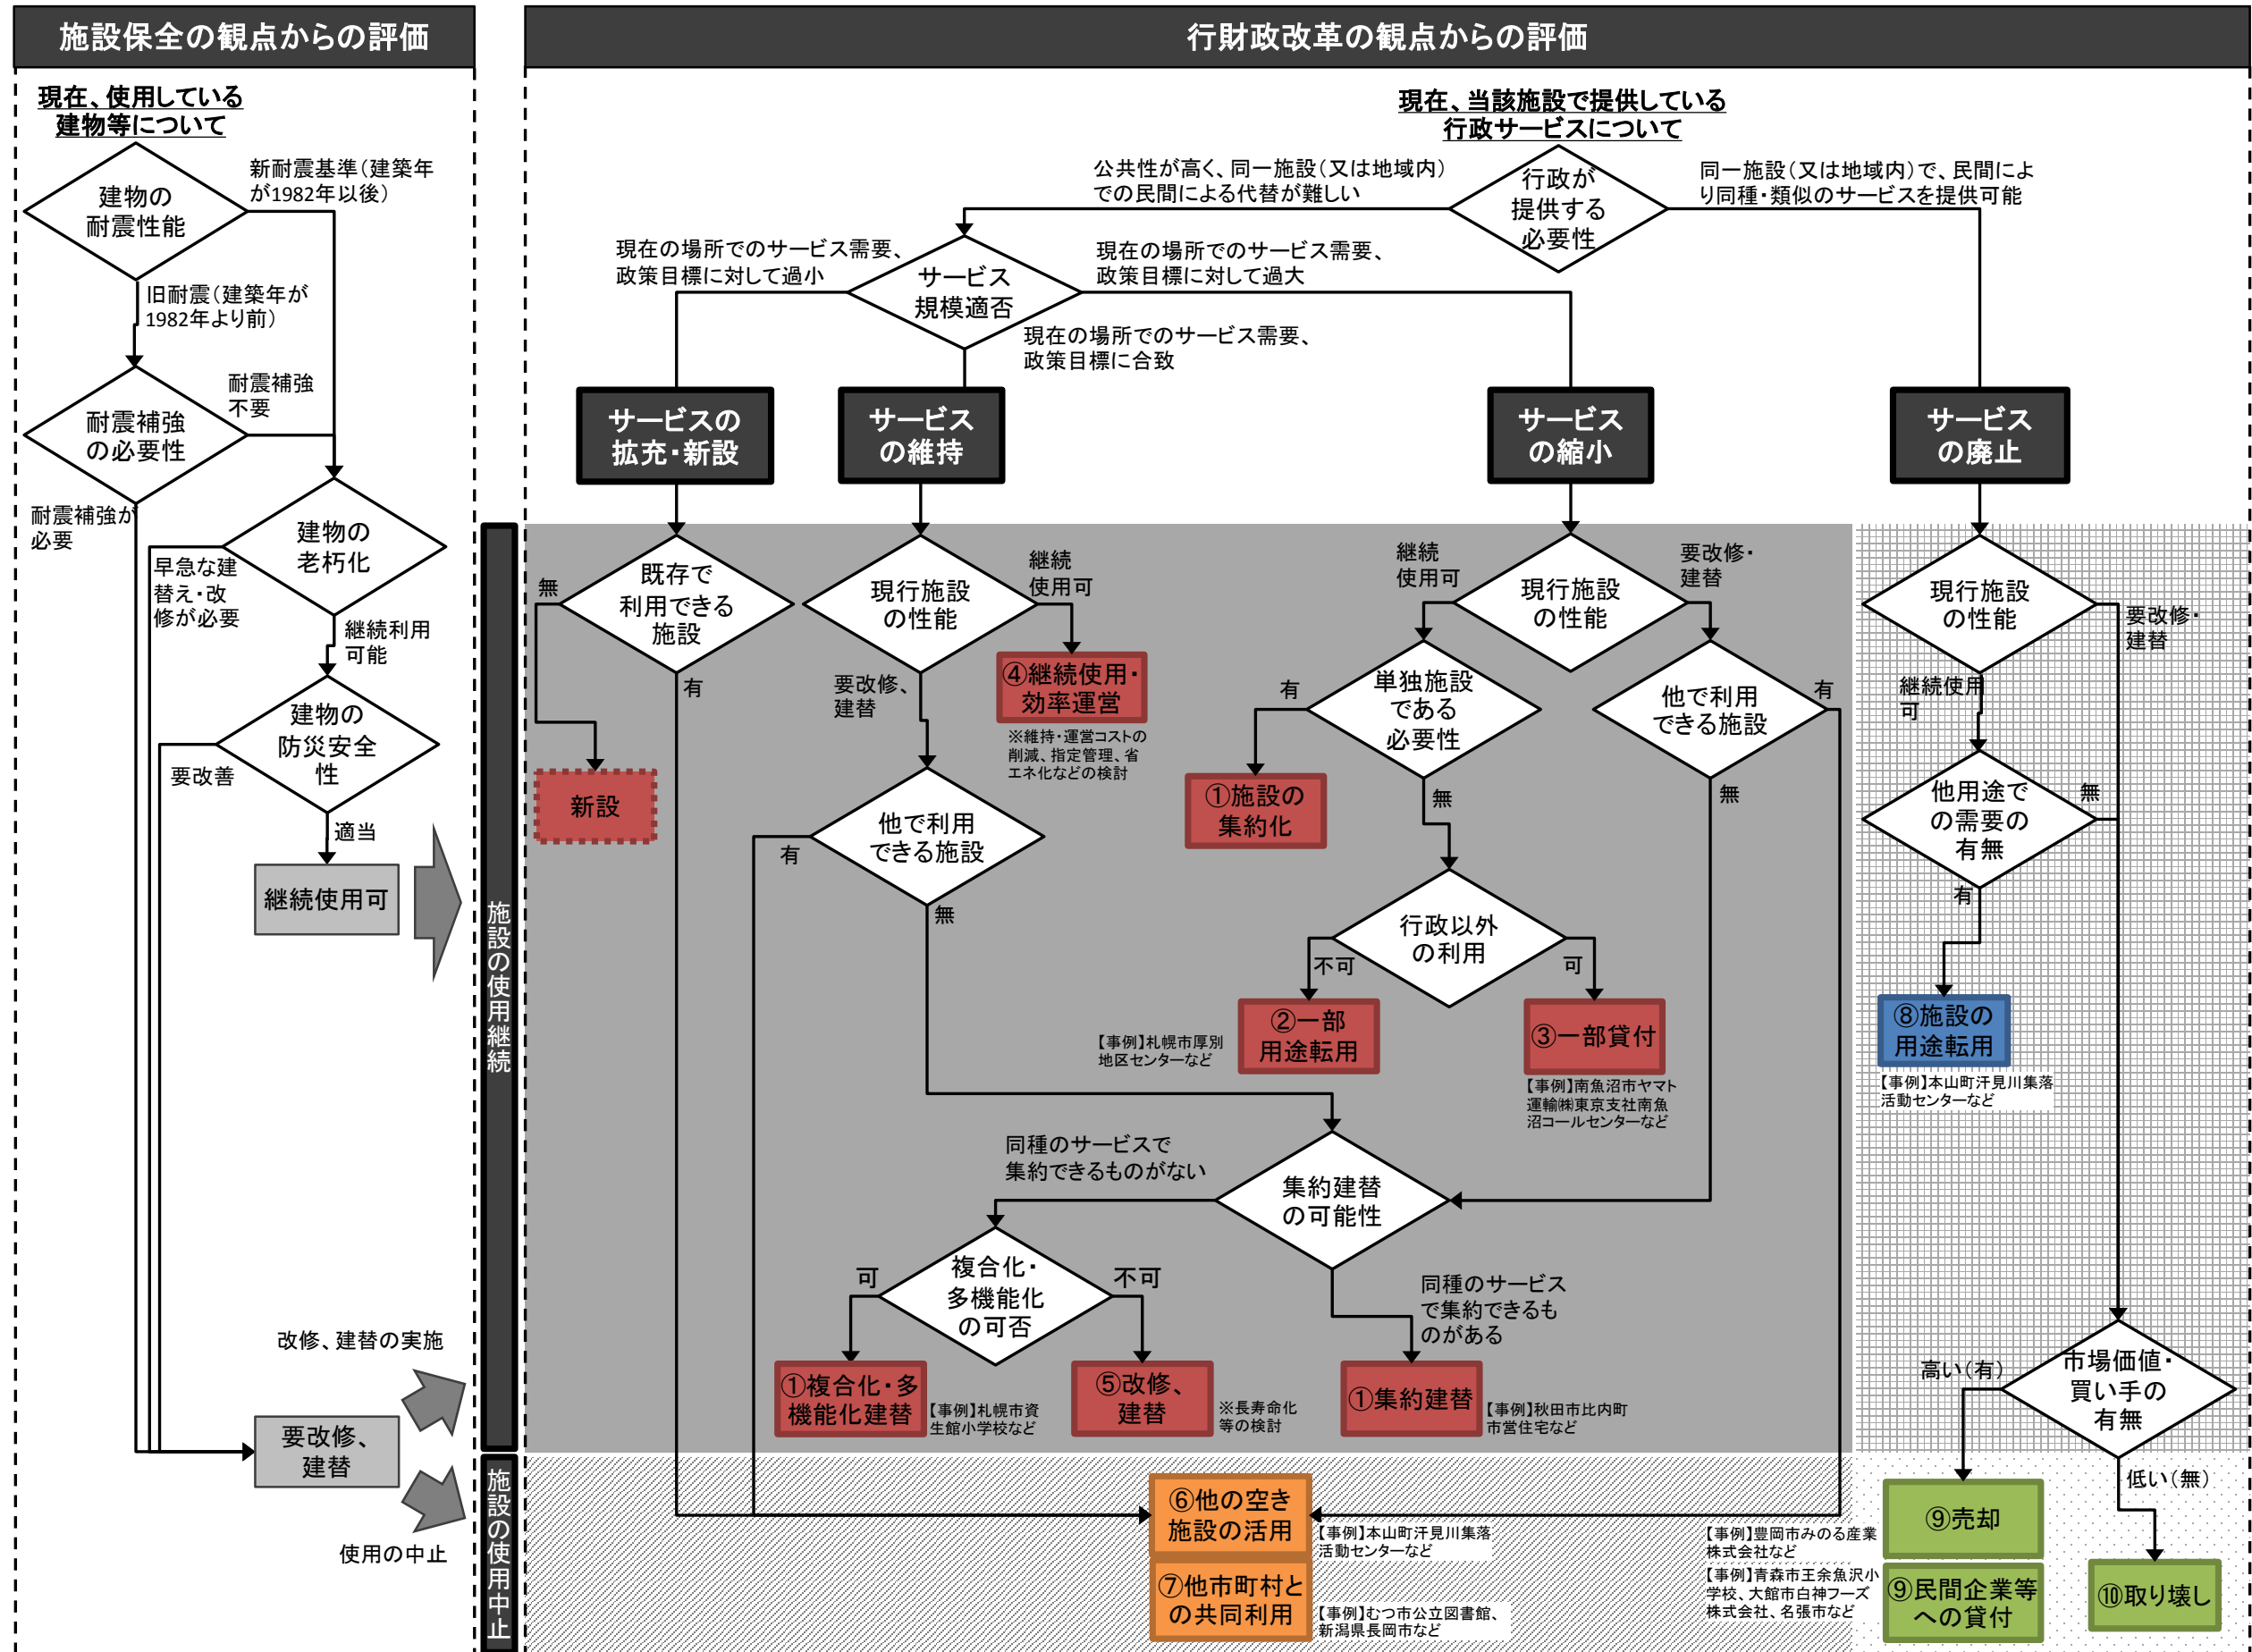 施設保全の観点からの評価
現在、使用している
建物等について
建物の
耐震性能
新耐震基準(建築年
が1982年以後)
旧耐震(建築年が
1982年より前)
耐震補強
の必要性
耐震補強
不要
耐震補強が
必要
建物の
老朽化
早急な建
替え・改
修が必要
継続利用
可能
建物の
防災安全
性
要改善
適当
継続使用可
改修、建替の実施
要改修、
建替
使用の中止
施設の使用継続
施設の使用中止
行財政改革の観点からの評価
現在、当該施設で提供している
行政サービスについて
行政が
提供する
必要性
公共性が高く、同一施設(又は地域内)
での民間による代替が難しい
同一施設(又は地域内)で、民間によ
り同種・類似のサービスを提供可能
サービス
規模適否
現在の場所でのサービス需要、
政策目標に対して過小
現在の場所でのサービス需要、
政策目標に対して過大
現在の場所でのサービス需要、
政策目標に合致
サービスの
拡充・新設
サービス
の維持
サービス
の縮小
サービス
の廃止
既存で
利用できる
施設
無
有
新設
現行施設
の性能
継続
使用可
④継続使用・
効率運営
※維持・運営コストの
削減、指定管理、省
エネ化などの検討
要改修、
建替
他で利用
できる施設
有
無
現行施設
の性能
継続
使用可
要改修・
建替
単独施設
である
必要性
有
無
①施設の
集約化
他で利用
できる施設
有
無
行政以外
の利用
不可
可
②一部
用途転用
【事例】札幌市厚別
地区センターなど
③一部貸付
【事例】南魚沼市ヤマト
運輸㈱東京支社南魚
沼コールセンターなど
集約建替
の可能性
同種のサービスで
集約できるものがない
同種のサービス
で集約できるも
のがある
複合化・
多機能化
の可否
可
不可
①複合化・多
機能化建替
【事例】札幌市資
生館小学校など
⑤改修、
建替
※長寿命化
等の検討
①集約建替
【事例】秋田市比内町
市営住宅など
⑥他の空き
施設の活用
【事例】本山町汗見川集落
活動センターなど
⑦他市町村と
の共同利用
【事例】むつ市公立図書館、
新潟県長岡市など
現行施設
の性能
要改修・
建替
継続使用
可
他用途で
の需要の
有無
無
有
⑧施設の
用途転用
【事例】本山町汗見川集落
活動センターなど
市場価値・
買い手の
有無
高い(有)
低い(無)
⑨売却
【事例】豊岡市みのる産業
株式会社など
⑨民間企業等
への貸付
【事例】青森市王余魚沢小
学校、大館市白神フーズ
株式会社、名張市など
⑩取り壊し